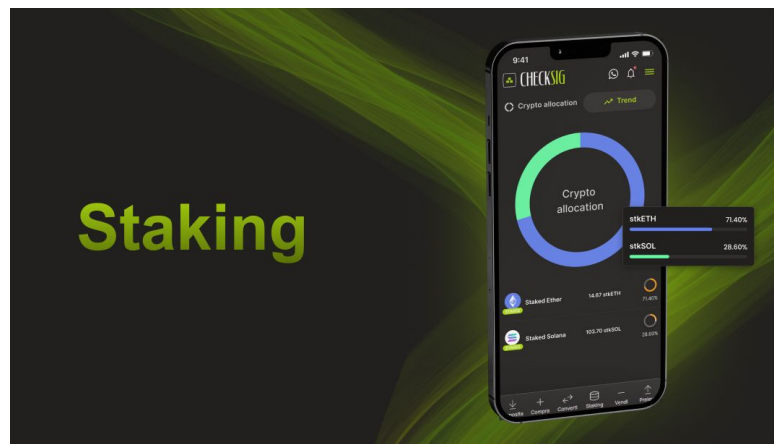 Staking
9:41
CHECKSIG
Crypto allocation
Trend
Crypto
allocation
stkETH 71.40%
stkSOL 28.60%
Staked Ether 14.67 stkETH 71.40%
Staked Solana 103.70 stkSOL 28.60%
Compra Converti Staking Vendi